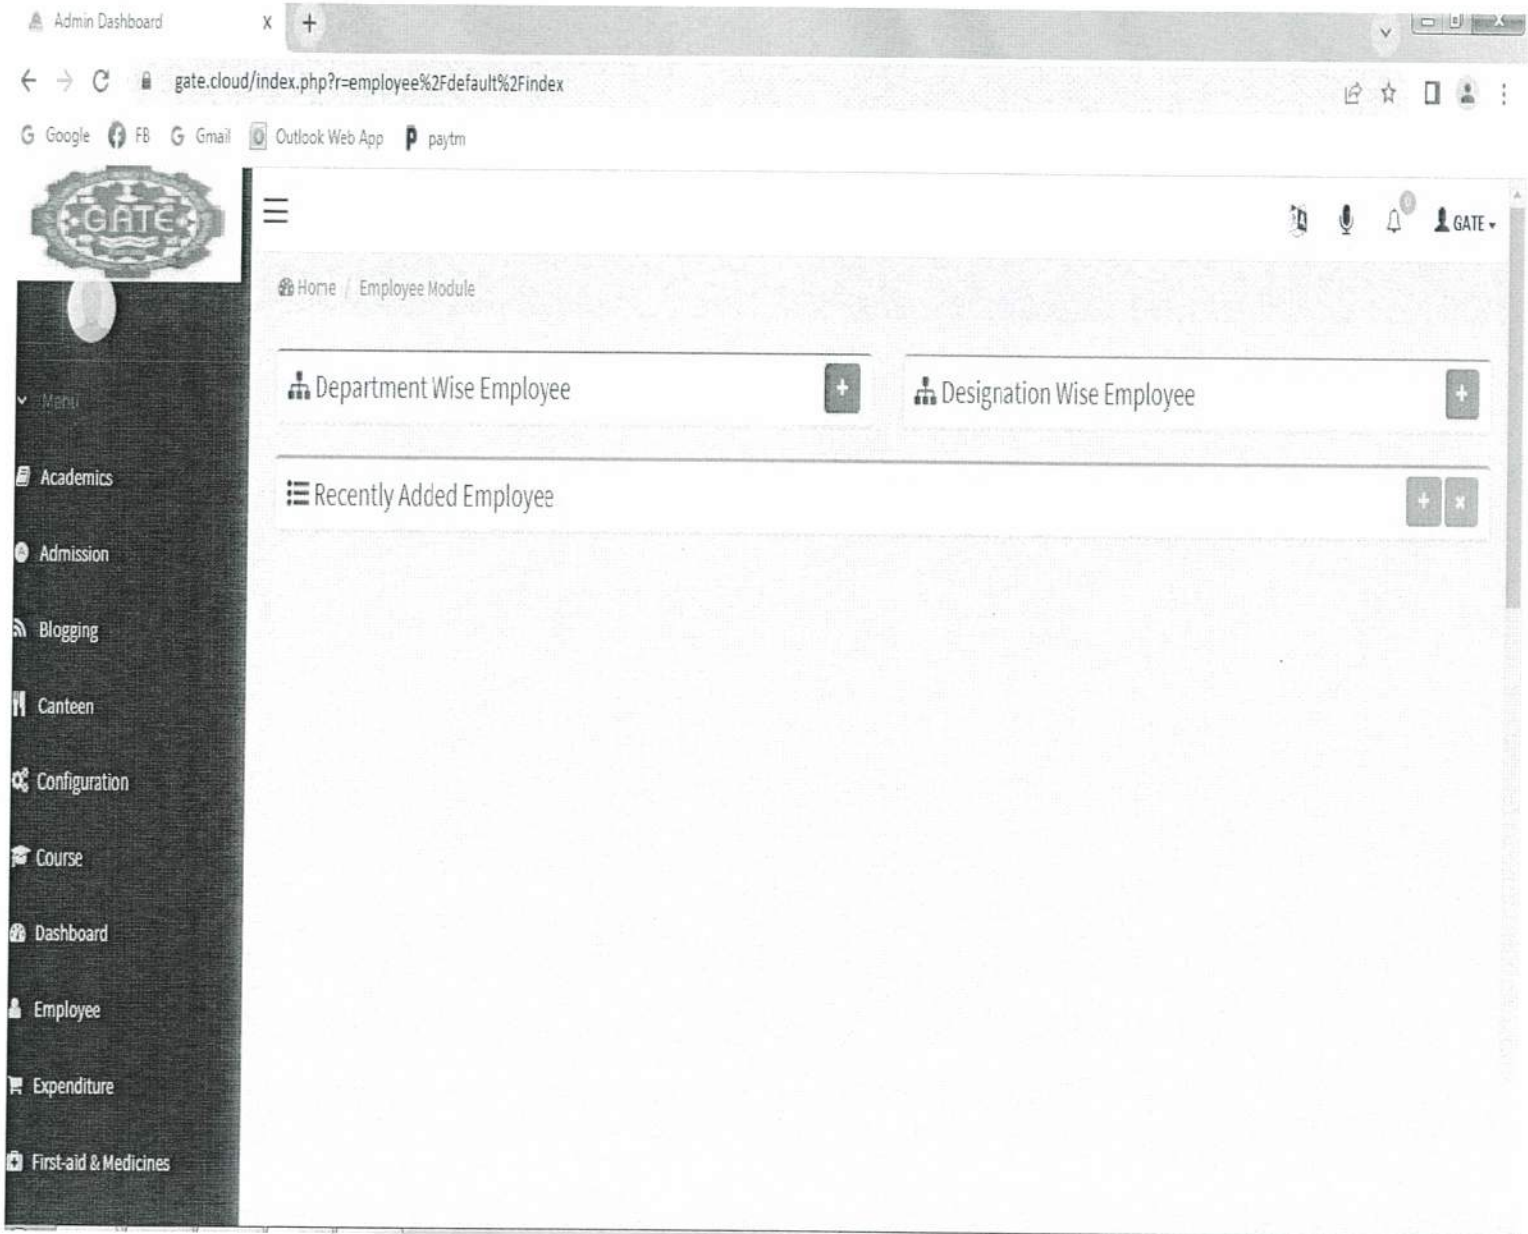 Admin Dashboard
gate.cloud/index.php?r=employee%2Fdefault%2Findex
G Google FB G Gmail Outlook Web App paytm
GATE
0
GATE
Home / Employee Module
Department Wise Employee
Designation Wise Employee
Menu
Academics
Recently Added Employee
Admission
Blogging
Canteen
Configuration
Course
Dashboard
Employee
Expenditure
First-aid & Medicines